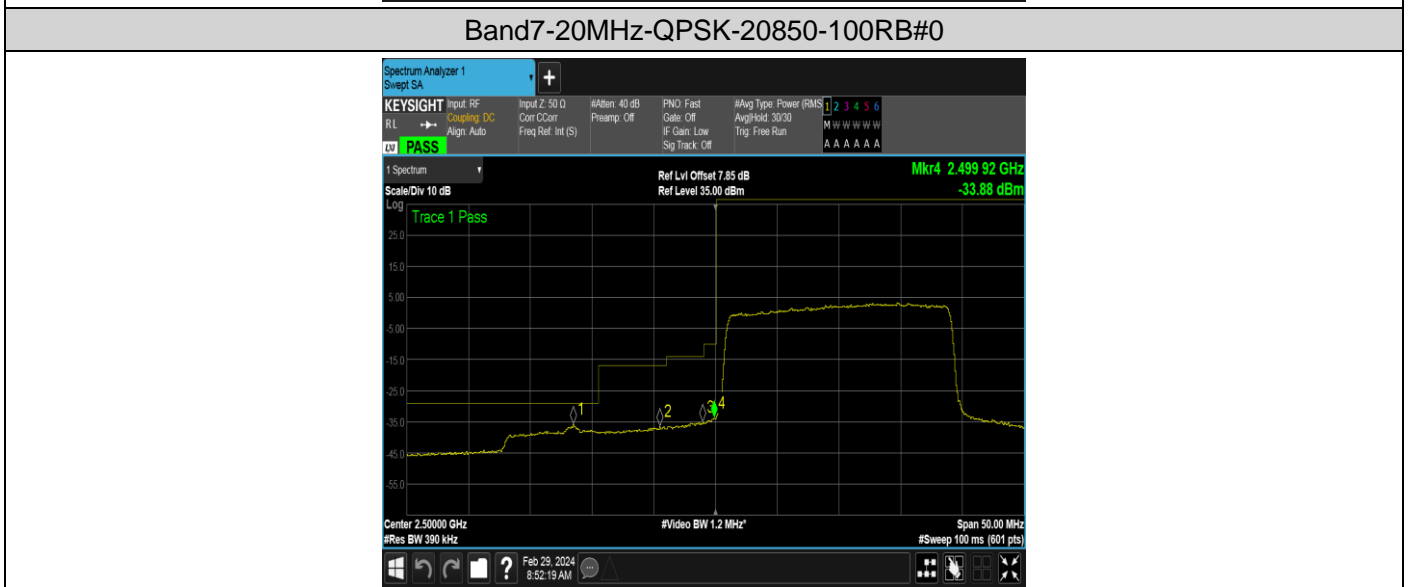 Band7-20MHz-QPSK-20850-100RB#0
Spectrum Analyzer 1
Swept SA
KEYSIGHT
RL
LXI
PASS
Input: RF
Coupling: DC
Align: Auto
Input Z: 50 Ω
Corr CCorr
Freq Ref: Int (S)
#Atten: 40 dB
Preamp: Off
PNO: Fast
Gate: Off
IF Gain: Low
Sig Track: Off
#Avg Type: Power (RMS
Avg|Hold: 30/30
Trig: Free Run
1 2 3 4 5 6
M W W W W W
A A A A A A
1 Spectrum
Scale/Div 10 dB
Ref Lvl Offset 7.85 dB
Ref Level 35.00 dBm
Mkr4 2.499 92 GHz
-33.88 dBm
Log
Trace 1 Pass
25.0
15.0
5.00
-5.00
-15.0
-25.0
-35.0
-45.0
-55.0
1
2
3
4
Center 2.50000 GHz
#Res BW 390 kHz
#Video BW 1.2 MHz*
Span 50.00 MHz
#Sweep 100 ms (601 pts)
?
Feb 29, 2024
8:52:19 AM